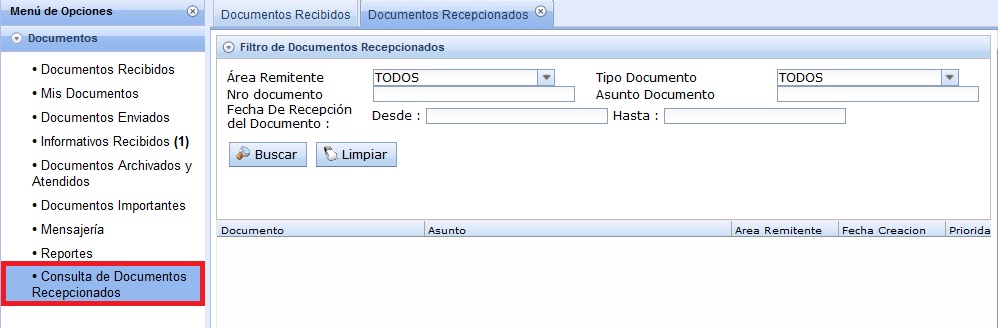 Menú de Opciones
Documentos
• Documentos Recibidos
• Mis Documentos
• Documentos Enviados
• Informativos Recibidos (1)
• Documentos Archivados y
Atendidos
• Documentos Importantes
• Mensajería
• Reportes
• Consulta de Documentos
Recepcionados
Documentos Recibidos Documentos Recepcionados
Filtro de Documentos Recepcionados
Área Remitente TODOS Tipo Documento TODOS
Nro documento Asunto Documento
Fecha De Recepción
del Documento : Desde : Hasta :
Buscar Limpiar
Documento Asunto Area Remitente Fecha Creacion Priorida